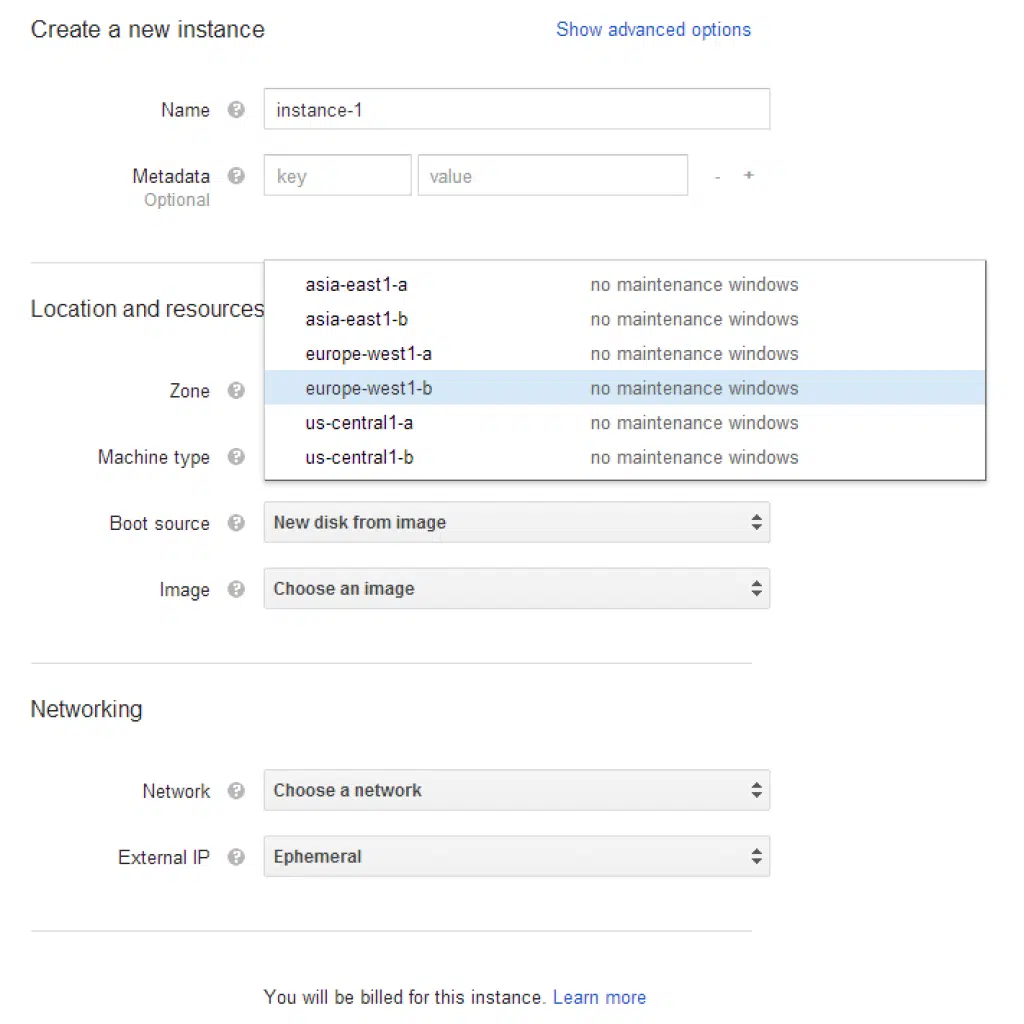 Create a new instance Show advanced options
Name instance-1
Metadata key value - +
Optional
asia-east1-a no maintenance windows
Location and resources
asia-east1-b no maintenance windows
europe-west1-a no maintenance windows
Zone europe-west1-b no maintenance windows
us-central1-a no maintenance windows
Machine type us-central1-b no maintenance windows
Boot source New disk from image
Image Choose an image
Networking
Network Choose a network
External IP Ephemeral
You will be billed for this instance. Learn more